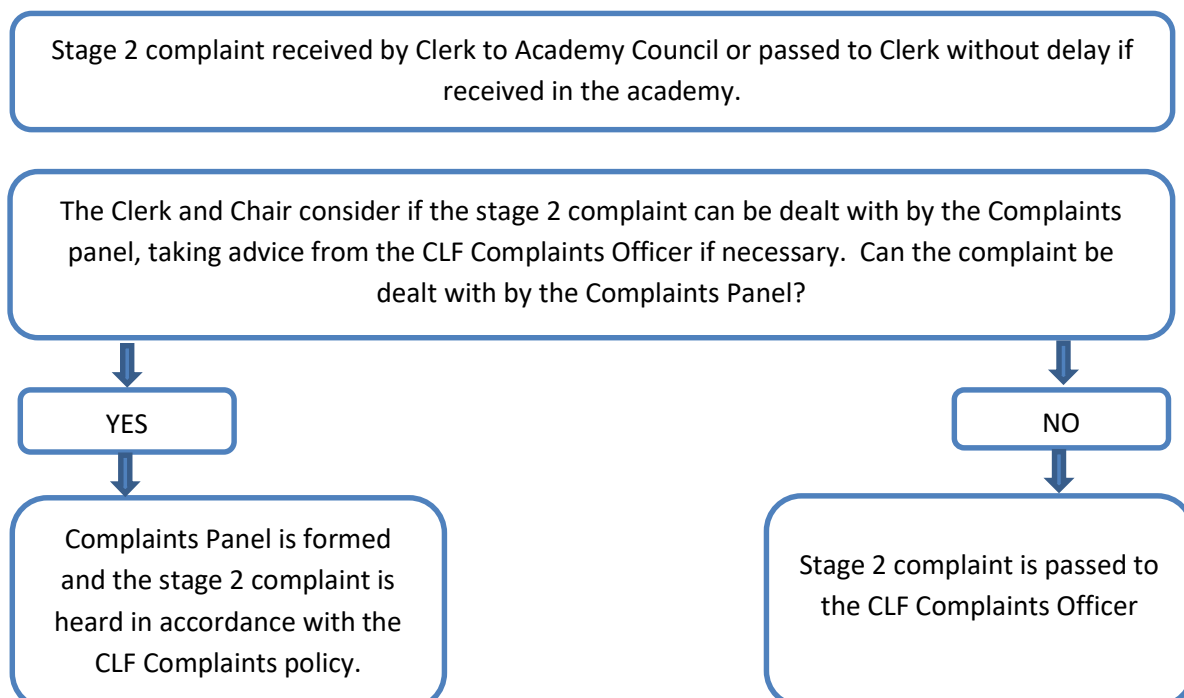 Stage 2 complaint received by Clerk to Academy Council or passed to Clerk without delay if
received in the academy.
The Clerk and Chair consider if the stage 2 complaint can be dealt with by the Complaints
panel, taking advice from the CLF Complaints Officer if necessary.  Can the complaint be
dealt with by the Complaints Panel?
YES
NO
Complaints Panel is formed
and the stage 2 complaint is
heard in accordance with the
CLF Complaints policy.
Stage 2 complaint is passed to
the CLF Complaints Officer